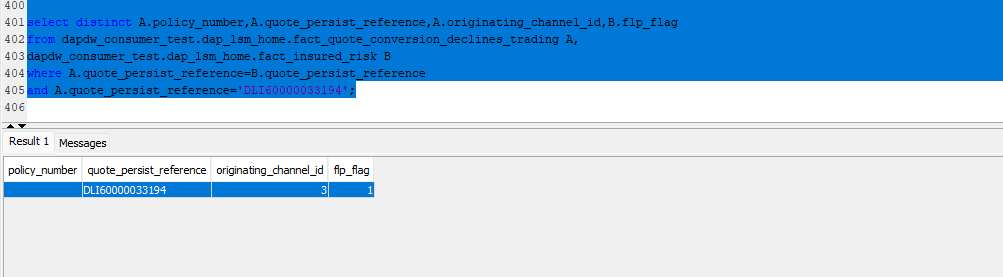 400
401 select distinct A.policy_number,A.quote_persist_reference,A.originating_channel_id,B.flp_flag
402 from dapdw_consumer_test.dap_lsm_home.fact_quote_conversion_declines_trading A,
403 dapdw_consumer_test.dap_lsm_home.fact_insured_risk B
404 where A.quote_persist_reference=B.quote_persist_reference
405 and A.quote_persist_reference='DLI60000033194';
406
Result 1 Messages
policy_number quote_persist_reference originating_channel_id flp_flag
DLI60000033194 3 1